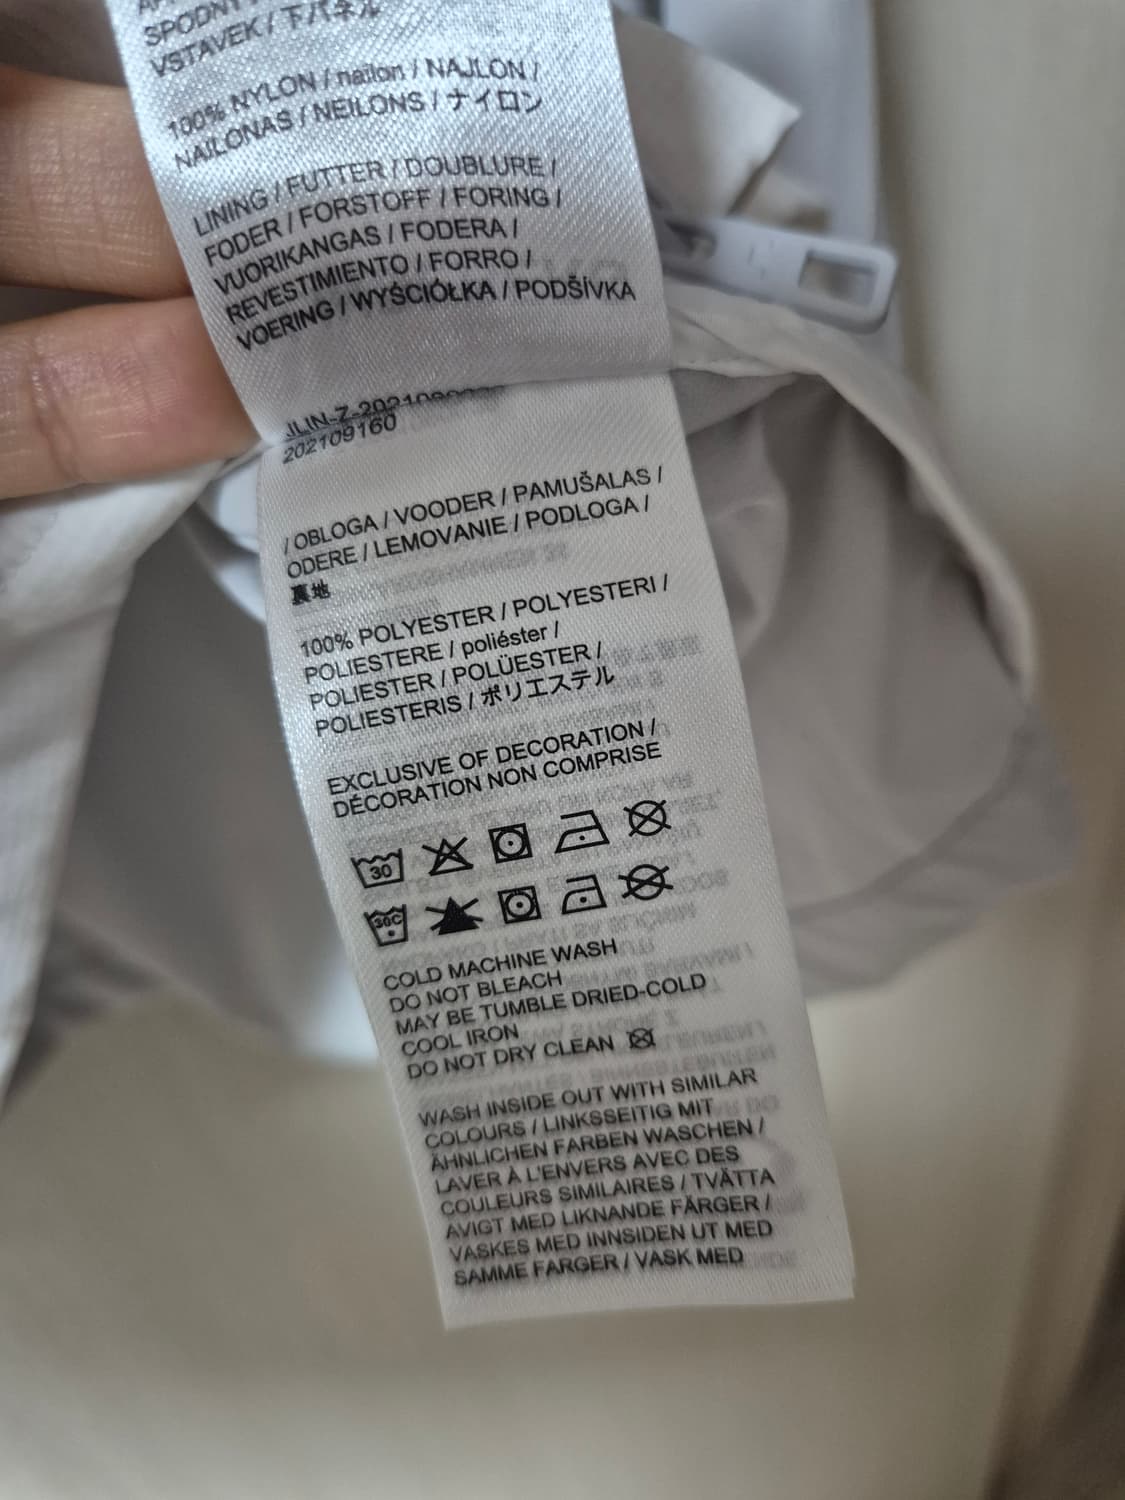 SPODNY
VSTAVEK / 下パネル
100% NYLON / nailon / NAJLON /
NAILONAS / NEILONS / ナイロン
LINING / FUTTER / DOUBLURE /
FODER / FORSTOFF / FORING /
VUORIKANGAS / FODERA /
REVESTIMIENTO / FORRO /
VOERING / WYŚCIÓŁKA / PODŠÍVKA
JLIN-Z-2021090
202109160
/ OBLOGA / VOODER / PAMUŠALAS /
ODERE / LEMOVANIE / PODLOGA /
裏地
100% POLYESTER / POLYESTERI /
POLIESTERE / poliéster /
POLIESTER / POLÜESTER /
POLIESTERIS / ポリエステル
EXCLUSIVE OF DECORATION /
DÉCORATION NON COMPRISE
30
30C
COLD MACHINE WASH
DO NOT BLEACH
MAY BE TUMBLE DRIED-COLD
COOL IRON
DO NOT DRY CLEAN
WASH INSIDE OUT WITH SIMILAR
COLOURS / LINKSSEITIG MIT
ÄHNLICHEN FARBEN WASCHEN /
LAVER À L'ENVERS AVEC DES
COULEURS SIMILAIRES / TVÄTTA
AVIGT MED LIKNANDE FÄRGER /
VASKES MED INNSIDEN UT MED
SAMME FARGER / VASK MED